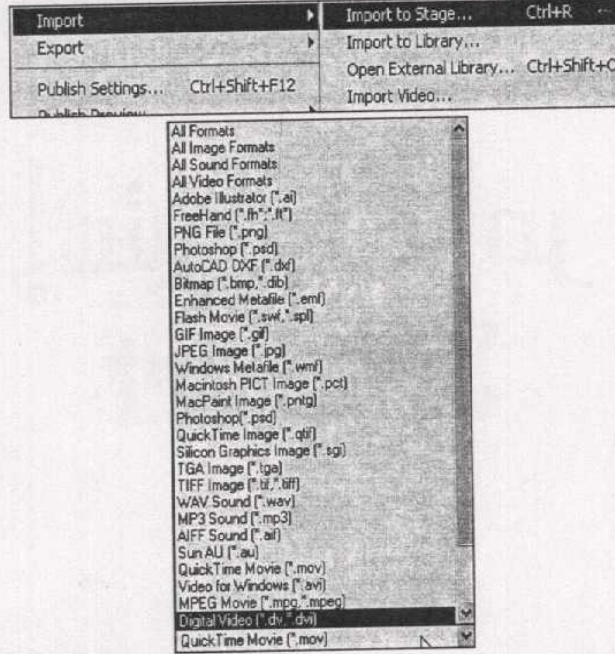 Import
Import to Stage... Ctrl+R
Export
Import to Library...
Open External Library... Ctrl+Shift+O
Publish Settings... Ctrl+Shift+F12
Import Video...
Publish Preview
All Formats
All Image Formats
All Sound Formats
All Video Formats
Adobe Illustrator (*.ai)
FreeHand (*.fh*;*.ft*)
PNG File (*.png)
Photoshop (*.psd)
AutoCAD DXF (*.dxf)
Bitmap (*.bmp,*.dib)
Enhanced Metafile (*.emf)
Flash Movie (*.swf,*.spl)
GIF Image (*.gif)
JPEG Image (*.jpg)
Windows Metafile (*.wmf)
Macintosh PICT Image (*.pct)
MacPaint Image (*.pntg)
Photoshop(*.psd)
QuickTime Image (*.qtif)
Silicon Graphics Image (*.sgi)
TGA Image (*.tga)
TIFF Image (*.tif,*.tiff)
WAV Sound (*.wav)
MP3 Sound (*.mp3)
AIFF Sound (*.aif)
Sun AU (*.au)
QuickTime Movie (*.mov)
Video for Windows (*.avi)
MPEG Movie (*.mpg,*.mpeg)
Digital Video (*.dv,*.dvi)
QuickTime Movie (*.mov)